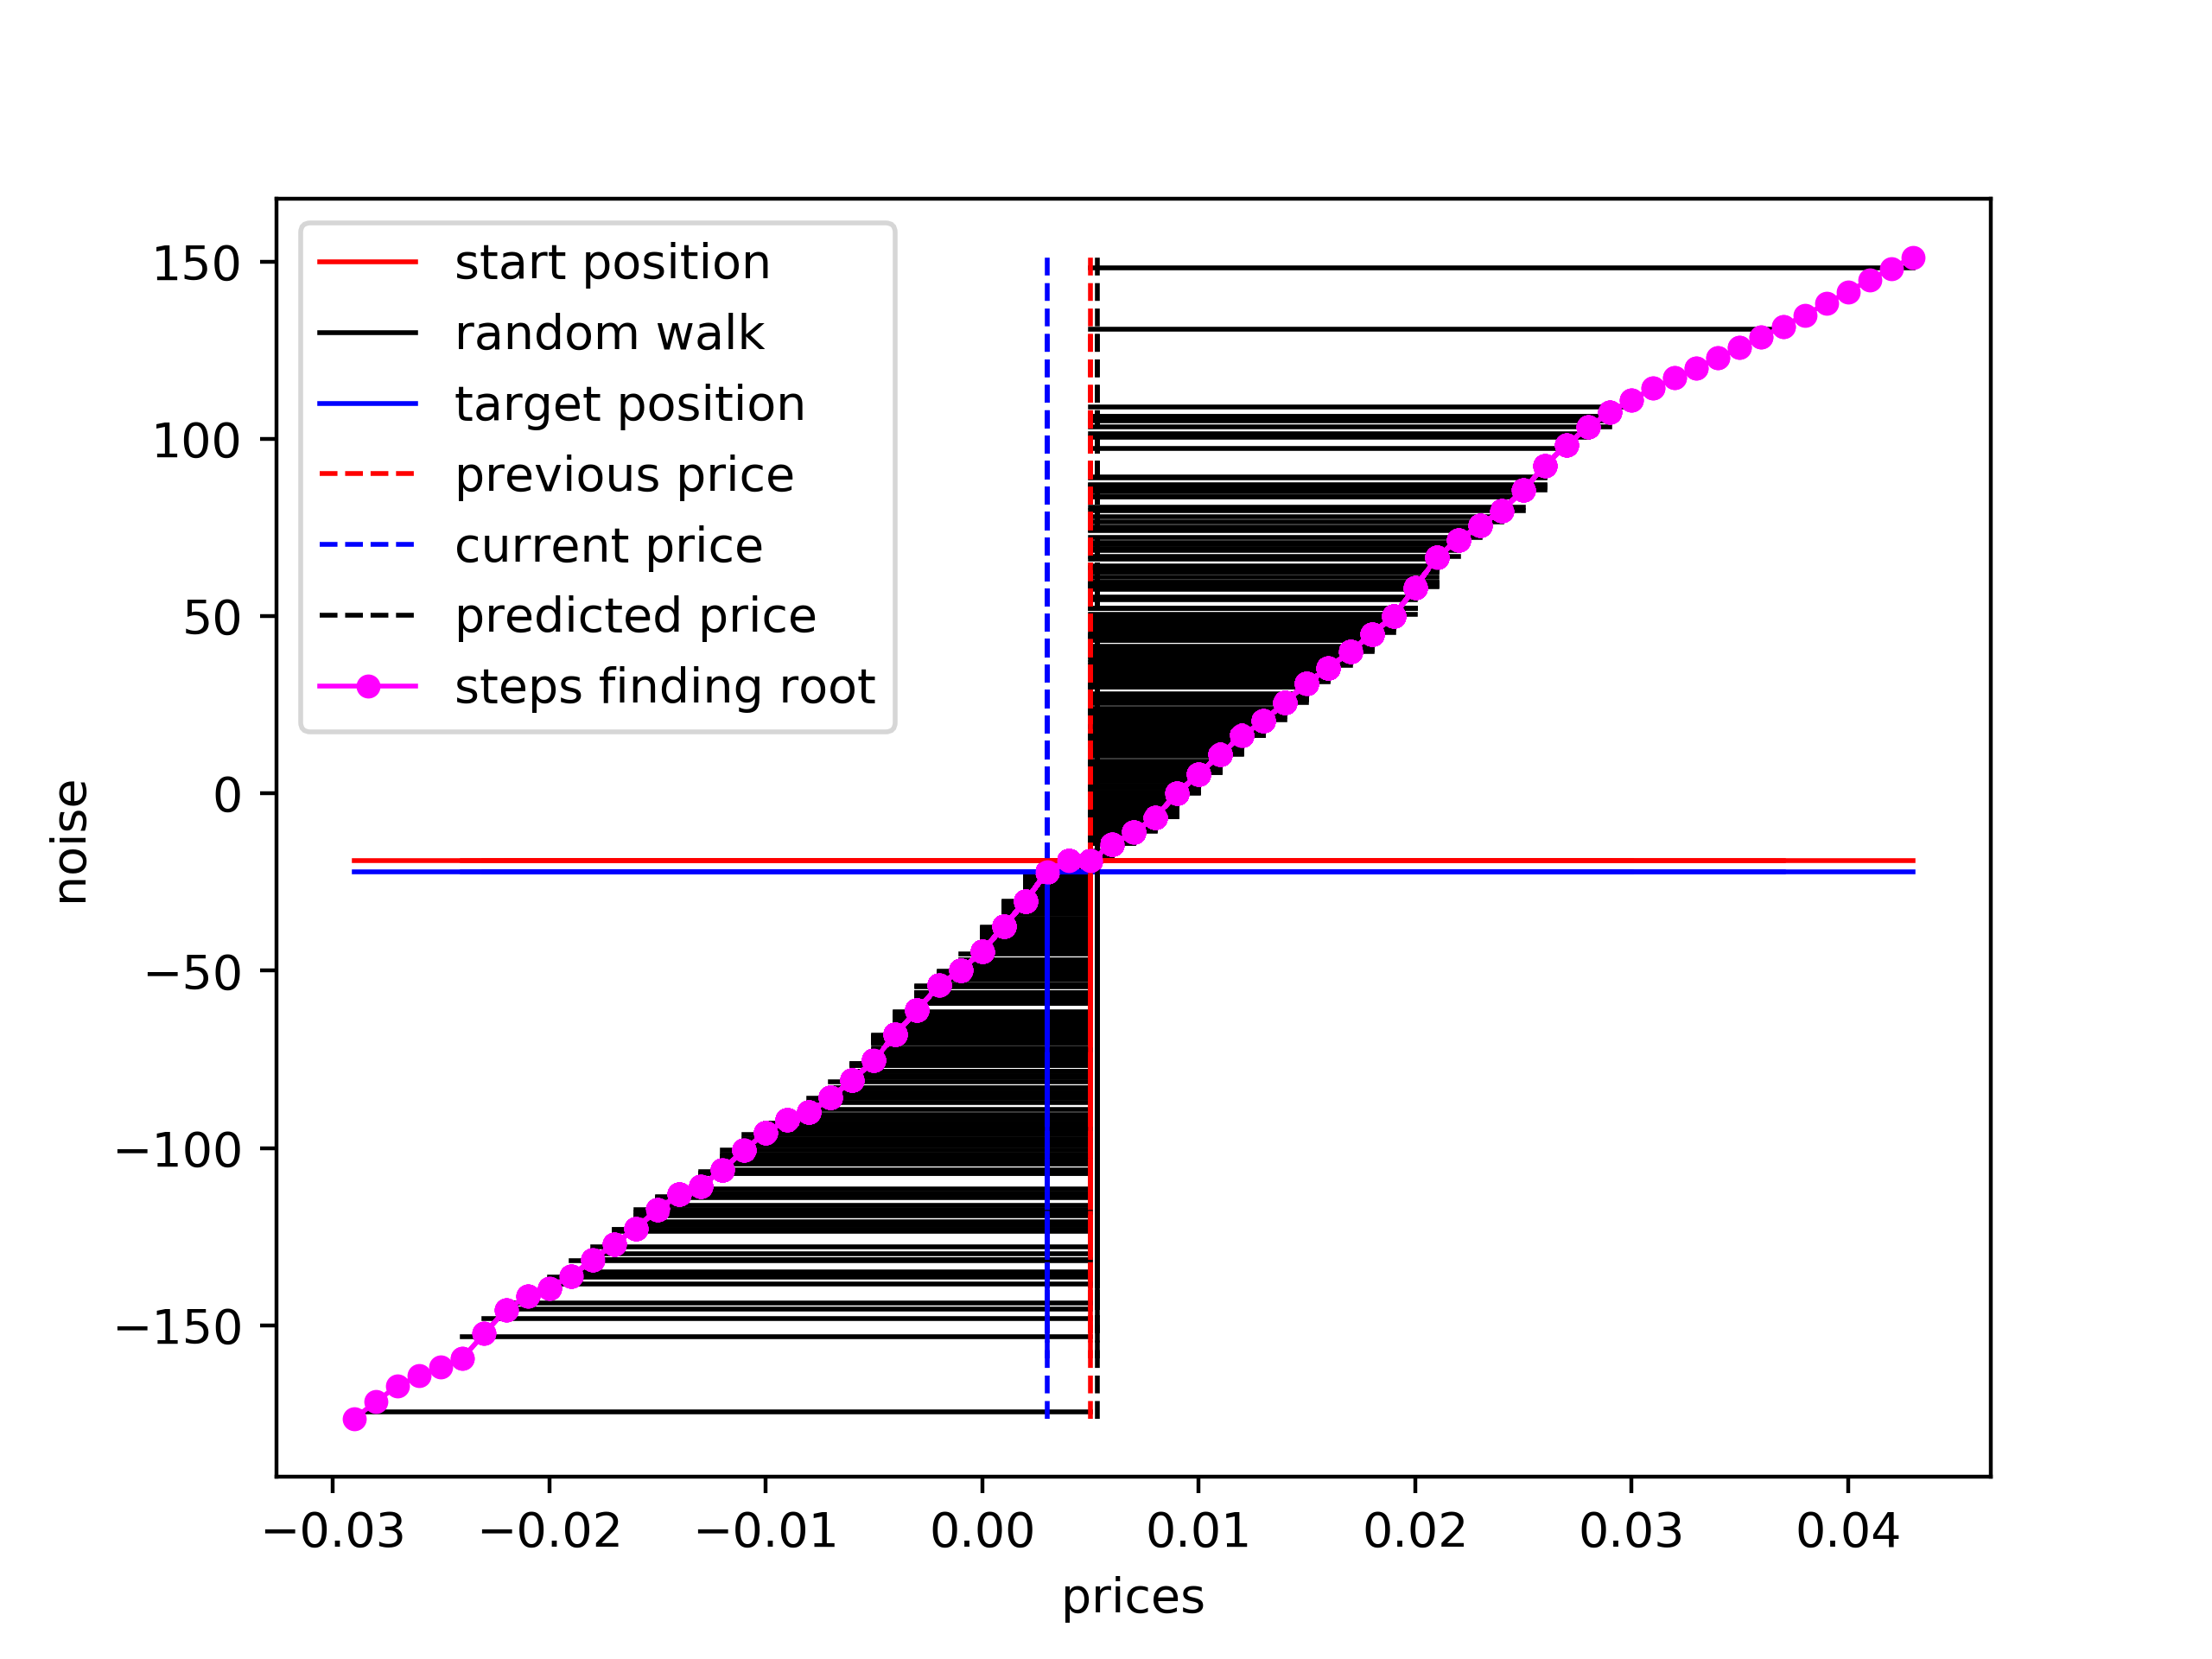 start position
random walk
target position
previous price
current price
predicted price
steps finding root
150
100
50
0
−50
−100
−150
noise
−0.03 −0.02 −0.01 0.00 0.01 0.02 0.03 0.04
prices